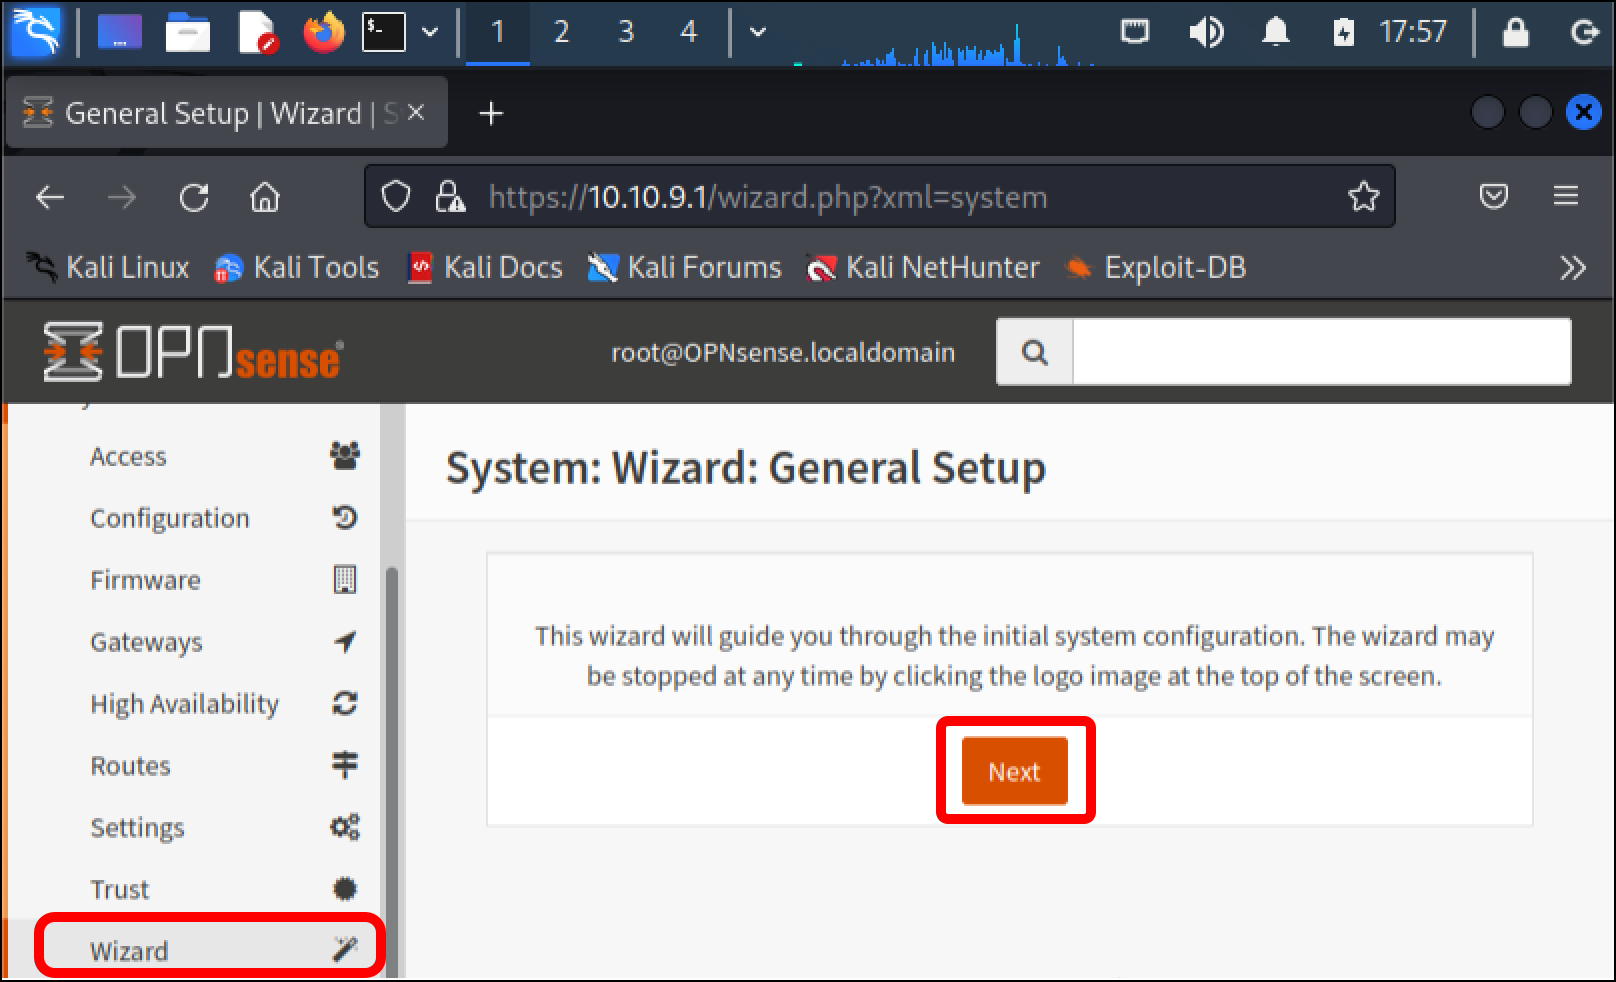 $-
1
2
3
4
17:57
General Setup | Wizard | S
https://10.10.9.1/wizard.php?xml=system
Kali Linux
Kali Tools
Kali Docs
Kali Forums
Kali NetHunter
Exploit-DB
OPNsense®
root@OPNsense.localdomain
Access
Configuration
Firmware
Gateways
High Availability
Routes
Settings
Trust
Wizard
System: Wizard: General Setup
This wizard will guide you through the initial system configuration. The wizard may
be stopped at any time by clicking the logo image at the top of the screen.
Next